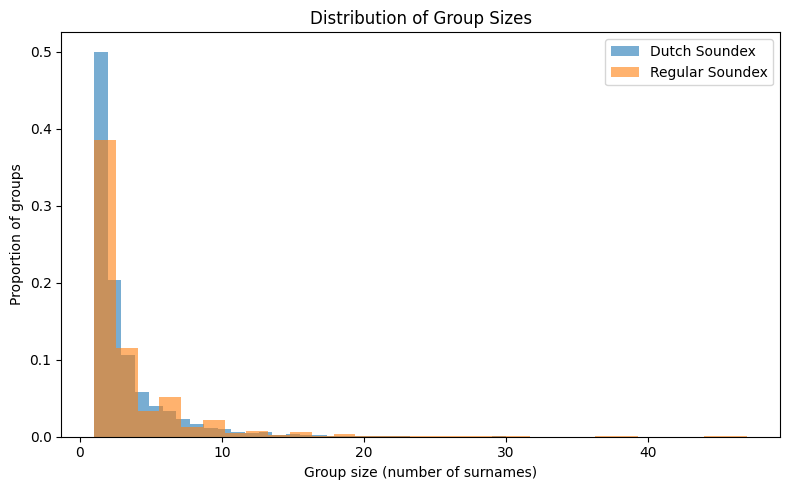 Distribution of Group Sizes
Dutch Soundex
Regular Soundex
Proportion of groups
0.5
0.4
0.3
0.2
0.1
0.0
0 10 20 30 40
Group size (number of surnames)